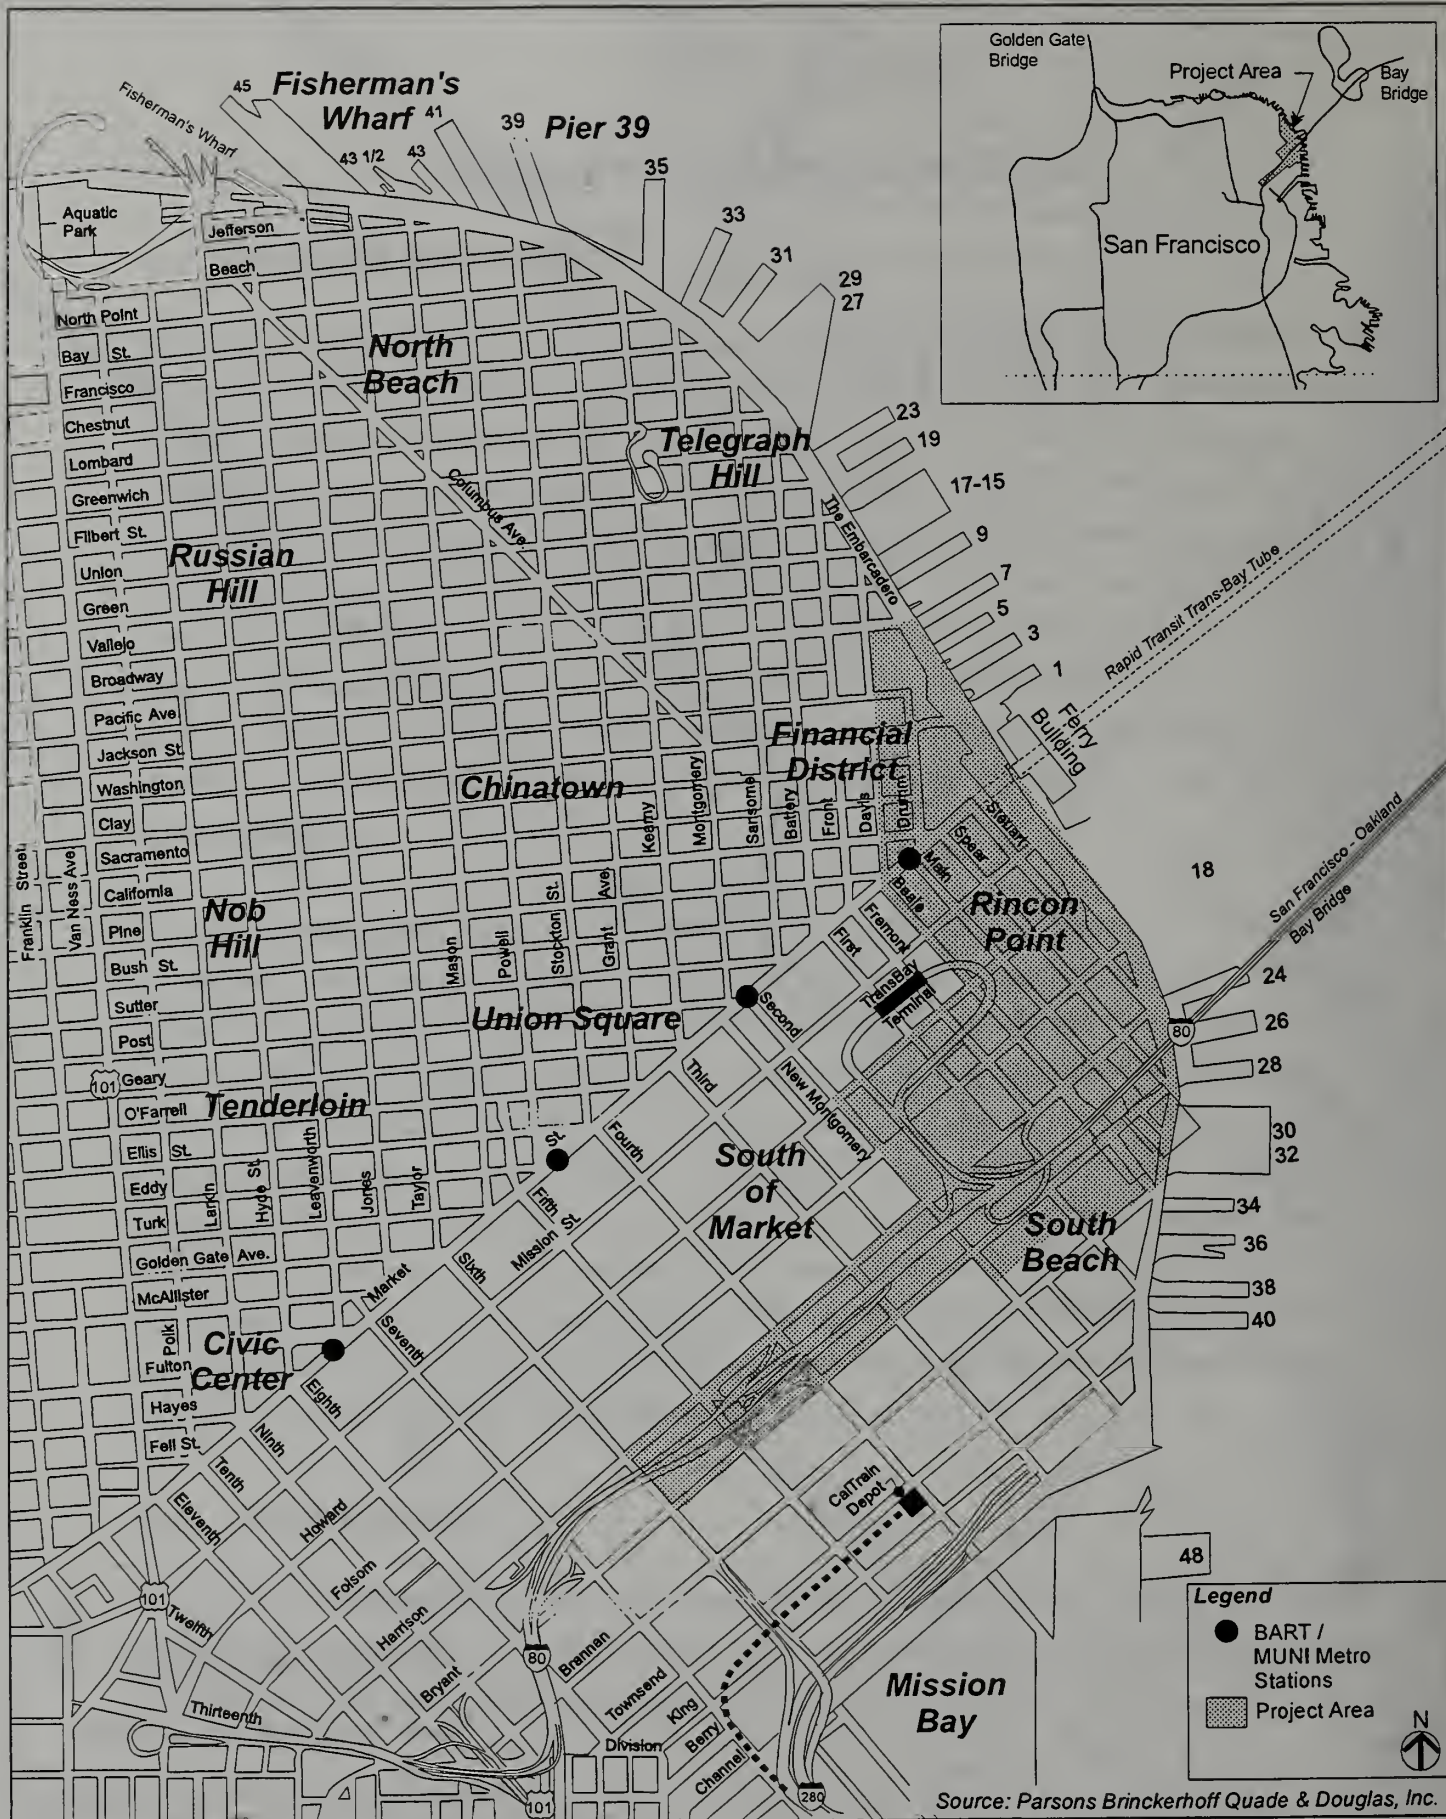 Golden Gate
Bridge
Project Area
Bay
Bridge
San Francisco
Fisherman's
Wharf
Fisherman's Wharf
Pier 39
45
43 1/2
43
41
39
35
33
31
29
27
23
19
17-15
9
7
5
3
1
Aquatic
Park
Jefferson
Beach
North Point
Bay St.
Francisco
Chestnut
Lombard
Greenwich
Filbert St.
Union
Green
Vallejo
Broadway
Pacific Ave.
Jackson St.
Washington
Clay
Sacramento
California
Pine
Bush St.
Sutter
Post
Geary
O'Farrell
Ellis St.
Eddy
Turk
Golden Gate Ave.
McAllister
Fulton
Hayes
Fell St.
North
Beach
Telegraph
Hill
Columbus Ave.
Russian
Hill
The Embarcadero
Rapid Transit Trans-Bay Tube
Ferry
Building
Financial
District
Chinatown
Kearny
Montgomery
Sansome
Battery
Front
Davis
Drumm
Steuart
Spear
Main
Beale
Fremont
First
Rincon
Point
18
San Francisco - Oakland
Bay Bridge
Franklin Street
Van Ness Ave.
Nob
Hill
Mason
Powell
Stockton St.
Grant Ave.
TransBay
Terminal
Union Square
Second
New Montgomery
Third
Fourth
80
24
26
28
30
32
34
36
38
40
101
Tenderloin
Polk
Larkin
Hyde St.
Leavenworth
Jones
Taylor
St.
Fifth
Mission St.
Sixth
Market
Seventh
South
of
Market
South
Beach
Civic
Center
Eighth
Ninth
Tenth
Eleventh
Howard
Folsom
Harrison
Bryant
Brannan
Townsend
King
Berry
Channel
Division
Twelfth
Thirteenth
101
80
101
280
CalTrain
Depot
48
Mission
Bay
Legend
BART /
MUNI Metro
Stations
Project Area
N
Source: Parsons Brinckerhoff Quade & Douglas, Inc.